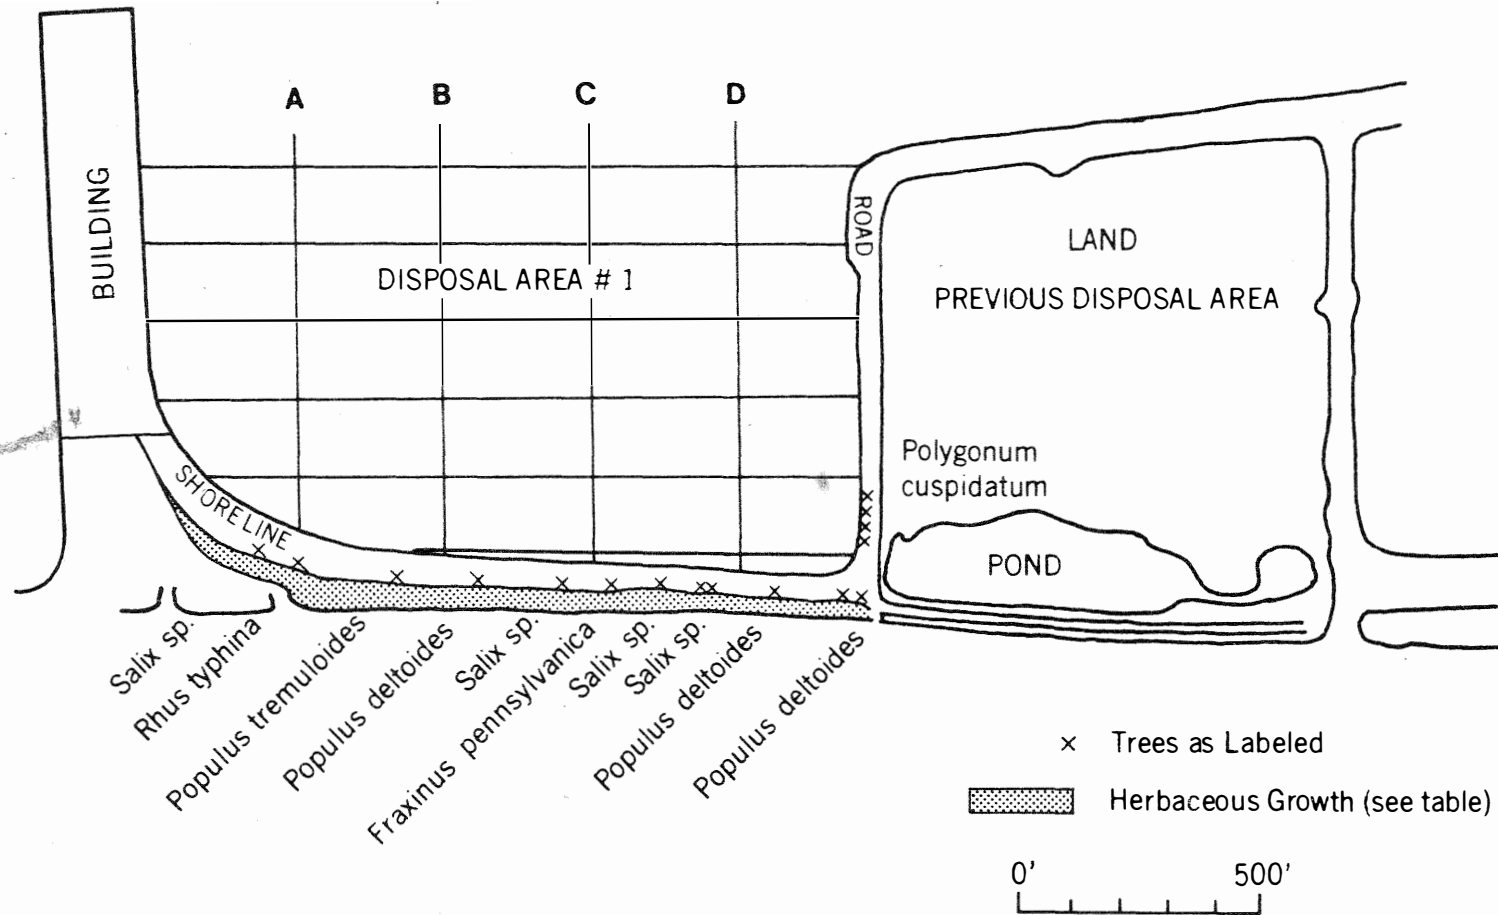 A B C D
BUILDING
ROAD
LAND
DISPOSAL AREA # 1
PREVIOUS DISPOSAL AREA
Polygonum
cuspidatum
SHORELINE
POND
Salix sp.
Rhus typhina
Populus tremuloides
Populus deltoides
Salix sp.
Fraxinus pennsylvanica
Salix sp.
Salix sp.
Populus deltoides
Populus deltoides
x Trees as Labeled
Herbaceous Growth (see table)
0' 500'